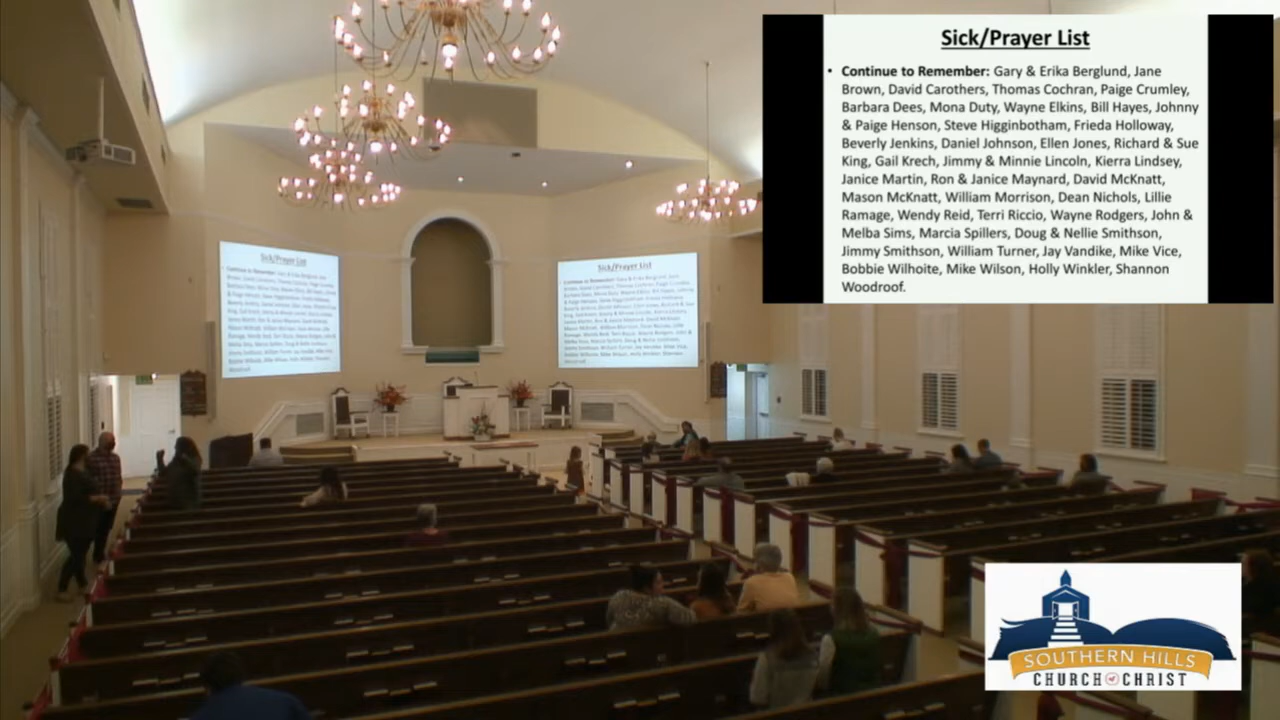 Sick/Prayer List
• Continue to Remember: Gary & Erika Berglund, Jane
Brown, David Carothers, Thomas Cochran, Paige Crumley,
Barbara Dees, Mona Duty, Wayne Elkins, Bill Hayes, Johnny
& Paige Henson, Steve Higginbotham, Frieda Holloway,
Beverly Jenkins, Daniel Johnson, Ellen Jones, Richard & Sue
King, Gail Krech, Jimmy & Minnie Lincoln, Kierra Lindsey,
Janice Martin, Ron & Janice Maynard, David McKnatt,
Mason McKnatt, William Morrison, Dean Nichols, Lillie
Ramage, Wendy Reid, Terri Riccio, Wayne Rodgers, John &
Melba Sims, Marcia Spillers, Doug & Nellie Smithson,
Jimmy Smithson, William Turner, Jay Vandike, Mike Vice,
Bobbie Wilhoite, Mike Wilson, Holly Winkler, Shannon
Woodroof.
Sick/Prayer List
Sick/Prayer List
SOUTHERN HILLS
CHURCH OF CHRIST